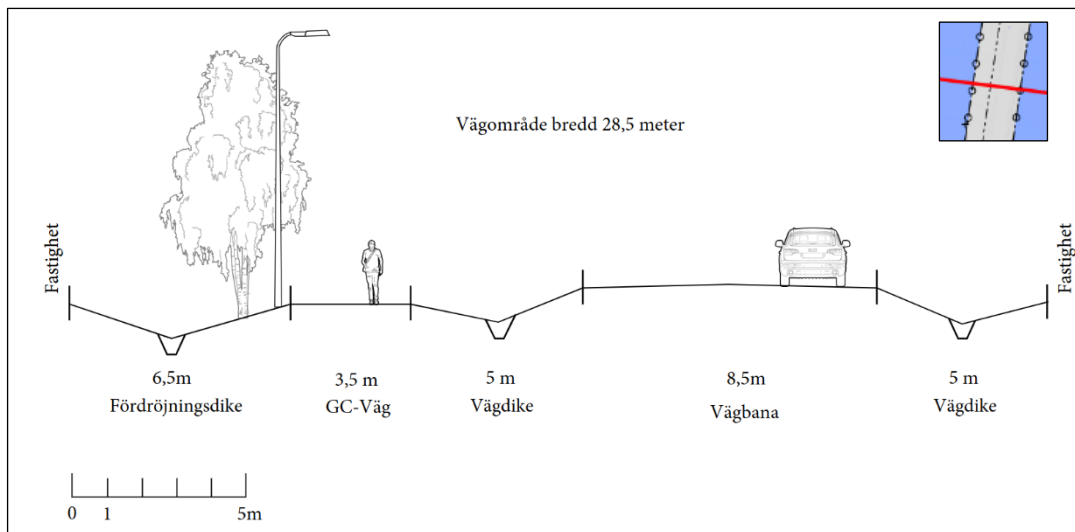 Vägområde bredd 28,5 meter
Fastighet
Fastighet
6,5m
Fördröjningsdike
3,5 m
GC-Väg
5 m
Vägdike
8,5m
Vägbana
5 m
Vägdike
0 1 5m